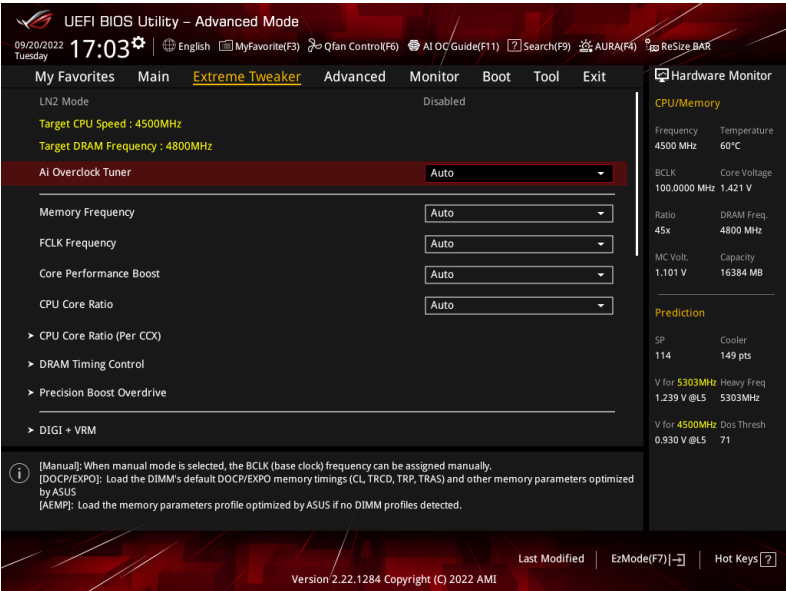 UEFI BIOS Utility – Advanced Mode
09/20/2022
Tuesday
17:03
English
MyFavorite(F3)
Qfan Control(F6)
AI OC Guide(F11)
Search(F9)
AURA(F4)
ReSize BAR
My Favorites
Main
Extreme Tweaker
Advanced
Monitor
Boot
Tool
Exit
LN2 Mode Disabled
Target CPU Speed : 4500MHz
Target DRAM Frequency : 4800MHz
Ai Overclock Tuner Auto
Memory Frequency Auto
FCLK Frequency Auto
Core Performance Boost Auto
CPU Core Ratio Auto
CPU Core Ratio (Per CCX)
DRAM Timing Control
Precision Boost Overdrive
DIGI + VRM
Hardware Monitor
CPU/Memory
Frequency Temperature
4500 MHz 60°C
BCLK Core Voltage
100.0000 MHz 1.421 V
Ratio DRAM Freq.
45x 4800 MHz
MC Volt. Capacity
1.101 V 16384 MB
Prediction
SP Cooler
114 149 pts
V for 5303MHz Heavy Freq
1.239 V @L5 5303MHz
V for 4500MHz Dos Thresh
0.930 V @L5 71
[Manual]: When manual mode is selected, the BCLK (base clock) frequency can be assigned manually.
[DOCP/EXPO]: Load the DIMM's default DOCP/EXPO memory timings (CL, TRCD, TRP, TRAS) and other memory parameters optimized
by ASUS
[AEMP]: Load the memory parameters profile optimized by ASUS if no DIMM profiles detected.
Last Modified
EzMode(F7)
Hot Keys ?
Version 2.22.1284 Copyright (C) 2022 AMI